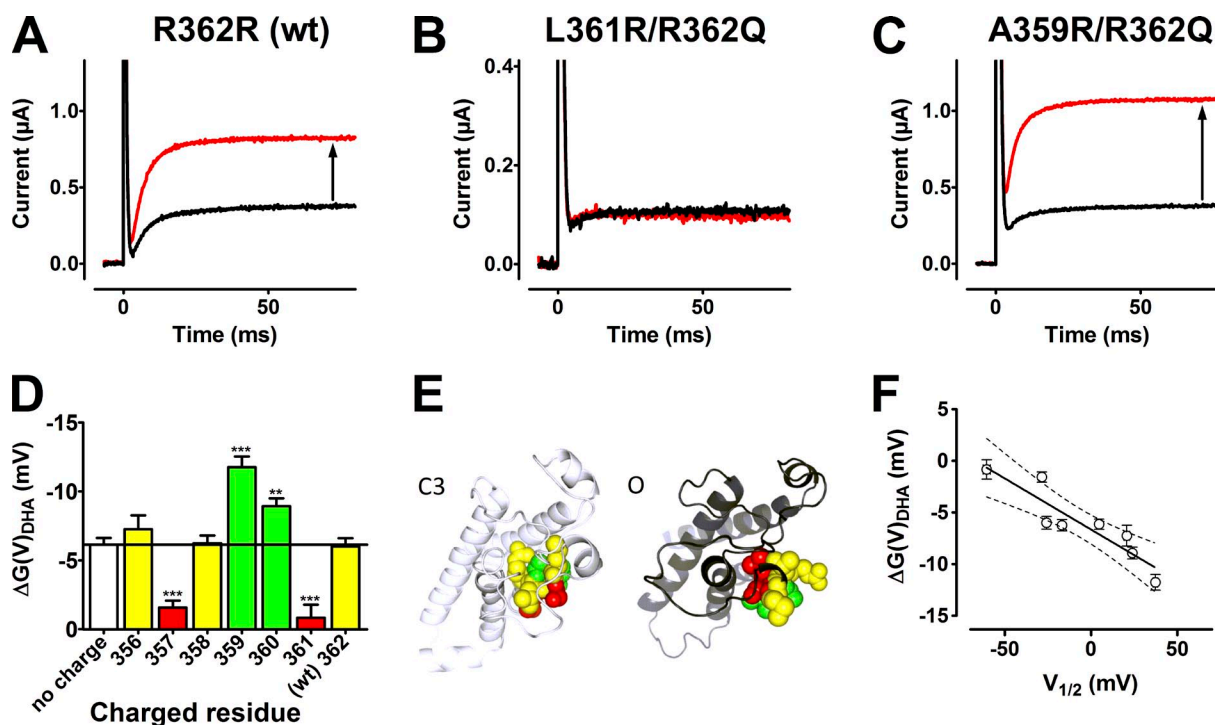 A R362R (wt)
B L361R/R362Q
C A359R/R362Q
Current (µA)
1.0
0.5
0.0
0 50
Time (ms)
Current (µA)
0.4
0.2
0.0
0 50
Time (ms)
Current (µA)
1.0
0.5
0.0
0 50
Time (ms)
D
ΔG(V)DHA (mV)
-15
-10
-5
0
***
***
**
***
no charge 356 357 358 359 360 361 (wt) 362
Charged residue
E
C3
O
F
ΔG(V)DHA (mV)
5
0
-5
-10
-15
-50 0 50
V1/2 (mV)